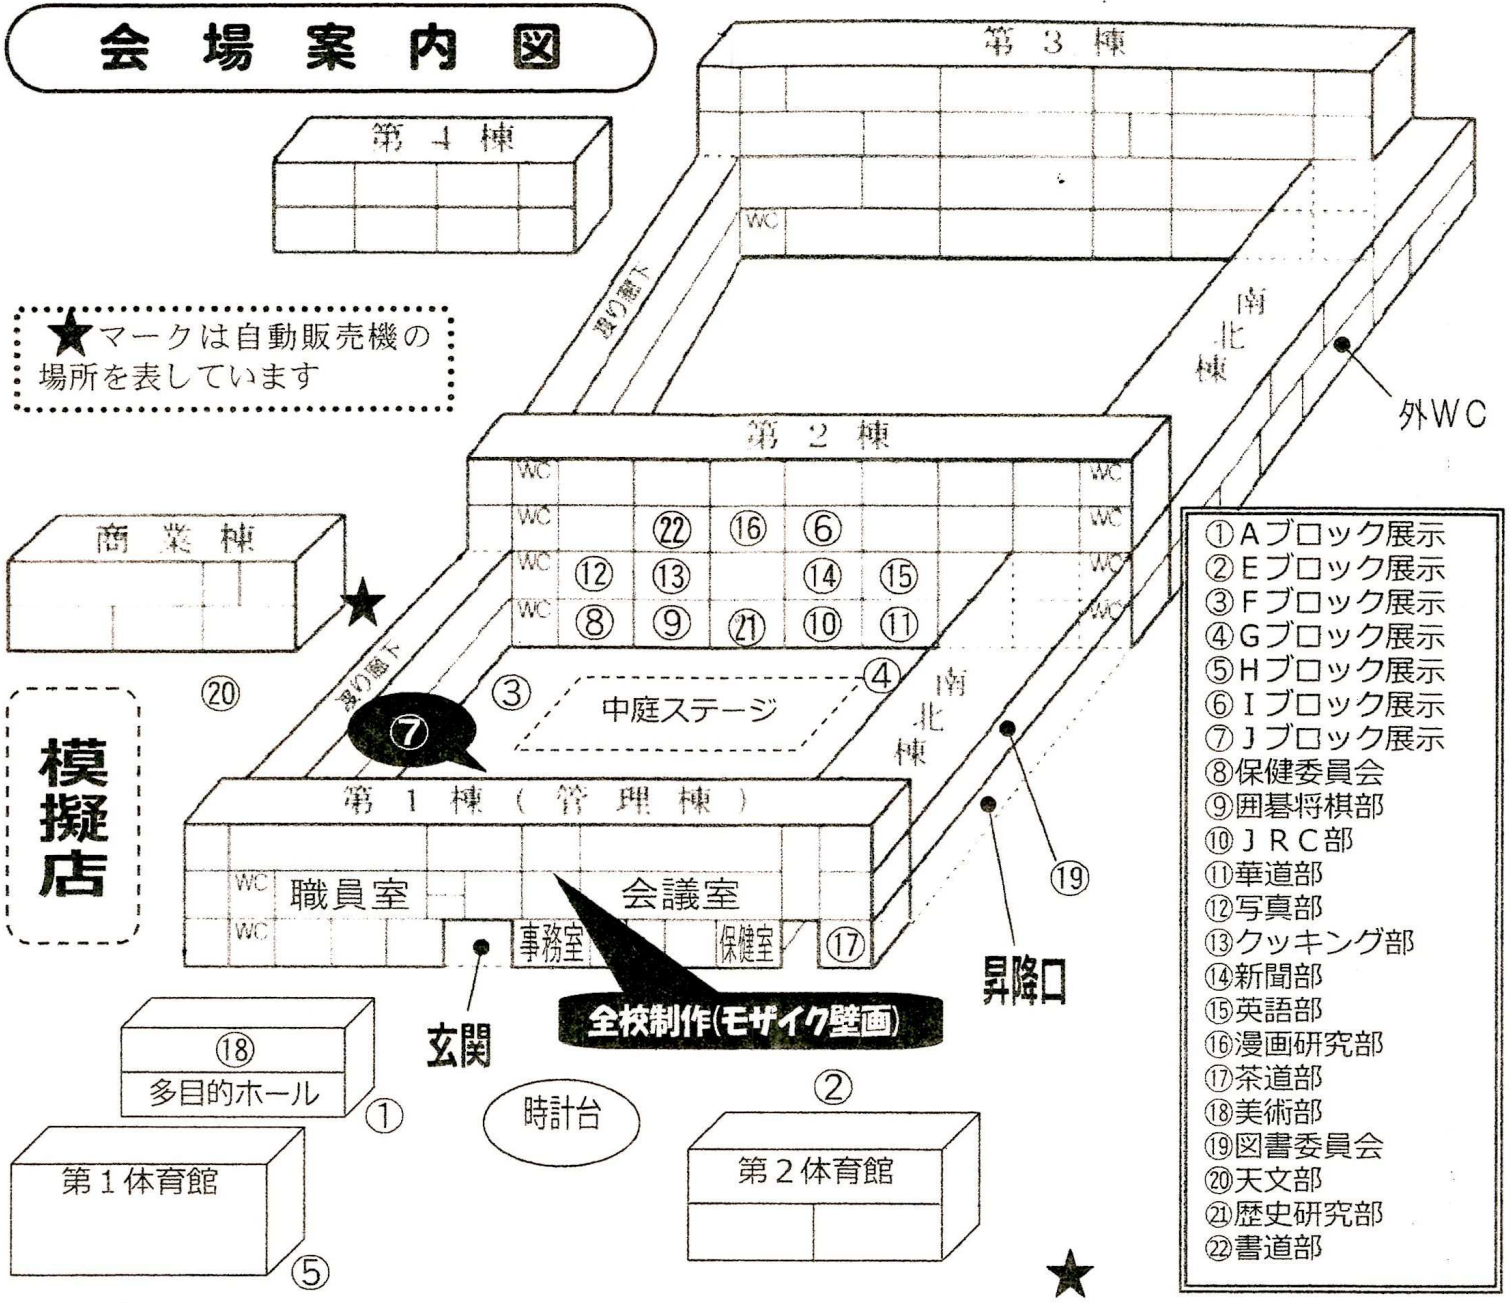 会場案内図
第3棟
第4棟
★マークは自動販売機の
場所を表しています
渡り廊下
南北棟
外WC
WC
第2棟
WC
WC
WC
㉒
⑯
⑥
WC
WC
⑫
⑬
⑭
⑮
WC
WC
⑧
⑨
㉑
⑩
⑪
WC
商業棟
★
⑳
渡り廊下
③
④
中庭ステージ
南北棟
⑦
模擬店
第1棟(管理棟)
WC
職員室
会議室
WC
事務室
保健室
⑰
⑲
昇降口
玄関
全校制作(モザイク壁画)
⑱
多目的ホール
①
時計台
②
第1体育館
⑤
第2体育館
★
①Aブロック展示
②Eブロック展示
③Fブロック展示
④Gブロック展示
⑤Hブロック展示
⑥Iブロック展示
⑦Jブロック展示
⑧保健委員会
⑨囲碁将棋部
⑩JRC部
⑪華道部
⑫写真部
⑬クッキング部
⑭新聞部
⑮英語部
⑯漫画研究部
⑰茶道部
⑱美術部
⑲図書委員会
⑳天文部
㉑歴史研究部
㉒書道部